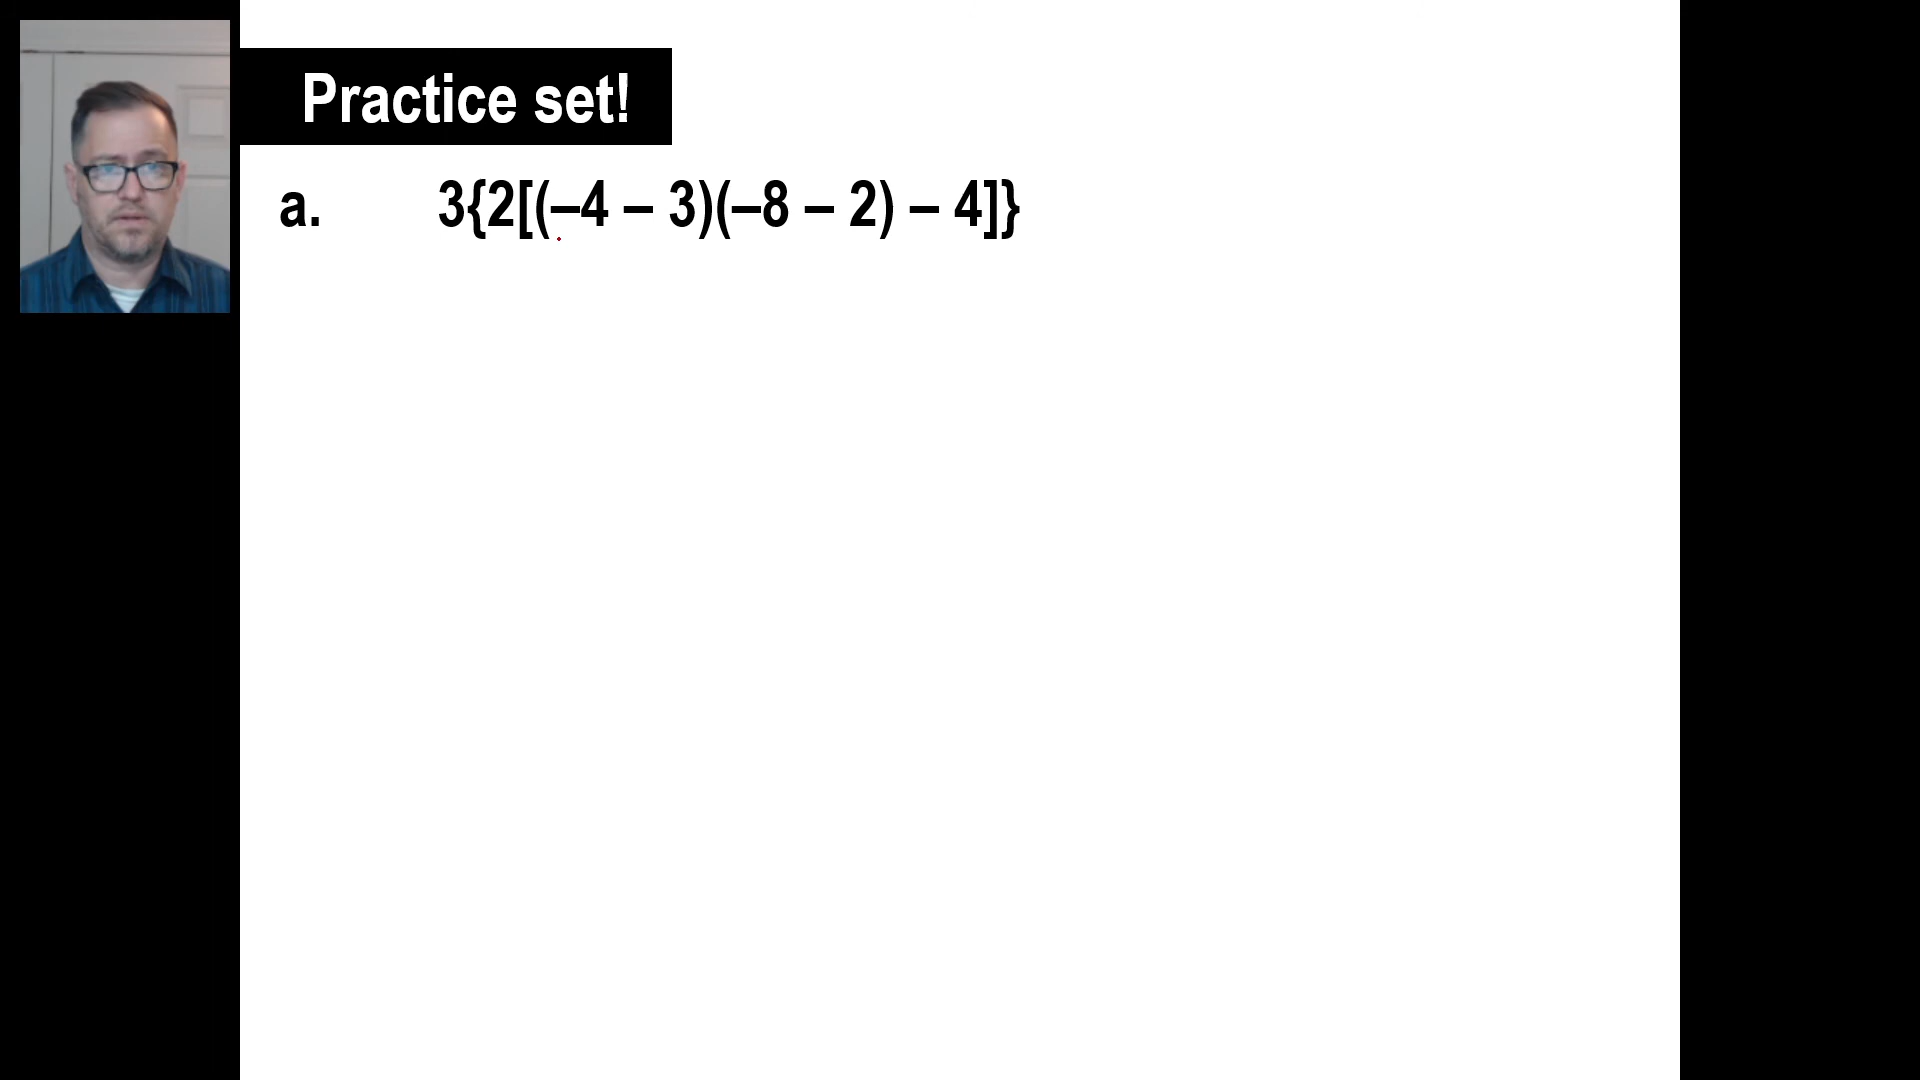 Practice set!
a. 3{2[(–4 – 3)(–8 – 2) – 4]}